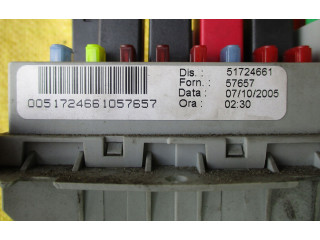 Dis. : 51724661
Forn. : 57657
Data : 07/10/2005
Ora : 02:30
0051724661057657